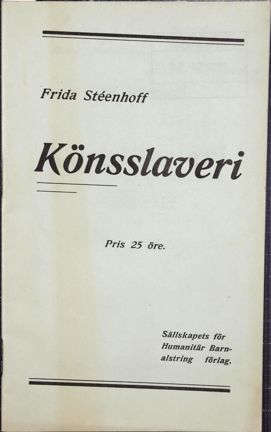 Frida Stéenhoff
Könsslaveri
Pris 25 öre.
Sällskapets för
Humanitär Barn-
alstring förlag.